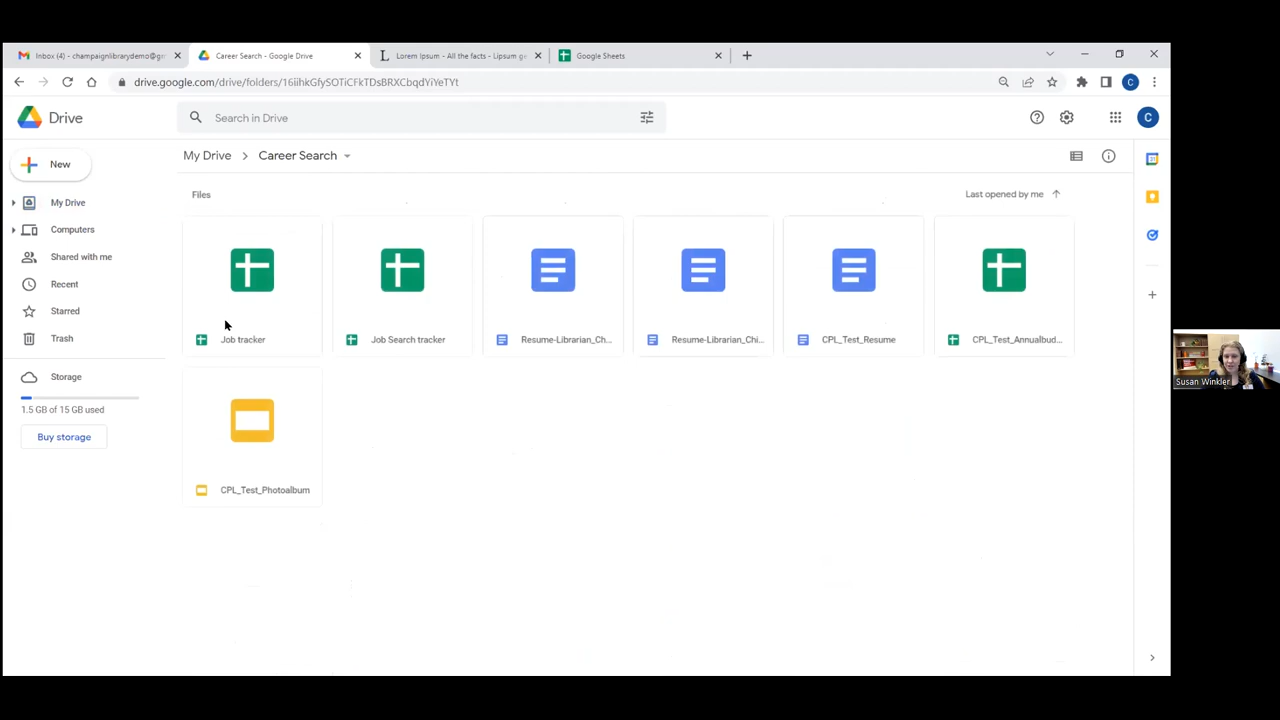 Inbox (4) - champaignlibrarydemo@gr
Career Search - Google Drive
Lorem Ipsum - All the facts - Lipsum ge
Google Sheets
drive.google.com/drive/folders/16iihkGfySOTiCFkTDsBRXCbqdYiYeTYt
C
Drive
Search in Drive
C
New
My Drive
Career Search
31
Files
Last opened by me
My Drive
Computers
Shared with me
Recent
Starred
Trash
Storage
1.5 GB of 15 GB used
Buy storage
Job tracker
Job Search tracker
Resume-Librarian_Ch...
Resume-Librarian_Chi...
CPL_Test_Resume
CPL_Test_Annualbud...
CPL_Test_Photoalbum
Susan Winkler